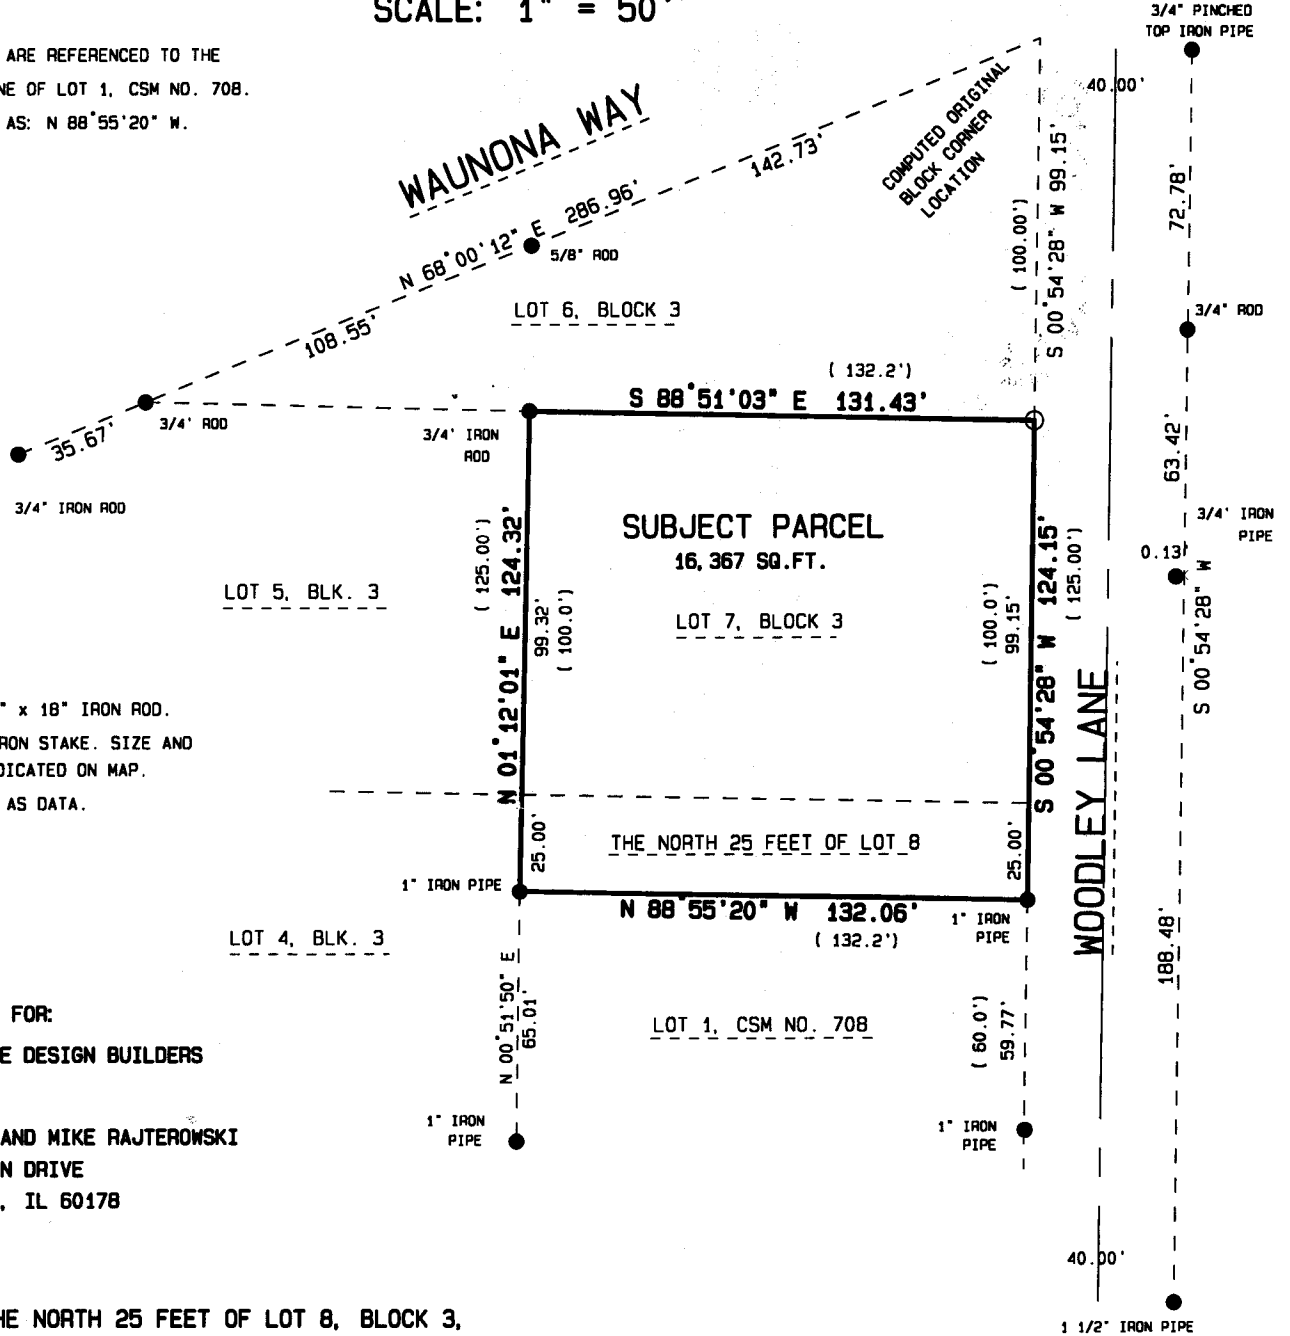 SCALE: 1" = 50'
3/4" PINCHED
TOP IRON PIPE
ARE REFERENCED TO THE
NE OF LOT 1, CSM NO. 708.
AS: N 88°55'20" W.
40.00'
WAUNONA WAY
COMPUTED ORIGINAL
BLOCK CORNER
LOCATION
142.73'
N 68°00'12" E 286.96'
5/8" ROD
108.55'
(100.00')
S 00°54'28" W 99.15'
72.78'
3/4" ROD
LOT 6, BLOCK 3
(132.2')
S 88°51'03" E 131.43'
3/4' ROD
3/4' IRON
ROD
35.67'
3/4" IRON ROD
63.42'
3/4' IRON
PIPE
0.13'
S 00°54'28" W
SUBJECT PARCEL
16,367 SQ.FT.
LOT 7, BLOCK 3
(125.00')
N 01°12'01" E 124.32'
99.32'
(100.0')
(100.0')
99.15'
S 00°54'28" W 124.15'
(125.00')
LOT 5, BLK. 3
" x 18" IRON ROD.
RON STAKE. SIZE AND
DICATED ON MAP.
AS DATA.
WOODLEY LANE
25.00'
THE NORTH 25 FEET OF LOT 8
25.00'
1" IRON PIPE
N 88°55'20" W 132.06'
(132.2')
1" IRON
PIPE
LOT 4, BLK. 3
188.48'
N 00°51'50" E
65.01'
LOT 1, CSM NO. 708
(60.0')
59.77'
FOR:
E DESIGN BUILDERS
1" IRON
PIPE
1" IRON
PIPE
AND MIKE RAJTEROWSKI
N DRIVE
, IL 60178
40.00'
HE NORTH 25 FEET OF LOT 8, BLOCK 3,
1 1/2" IRON PIPE